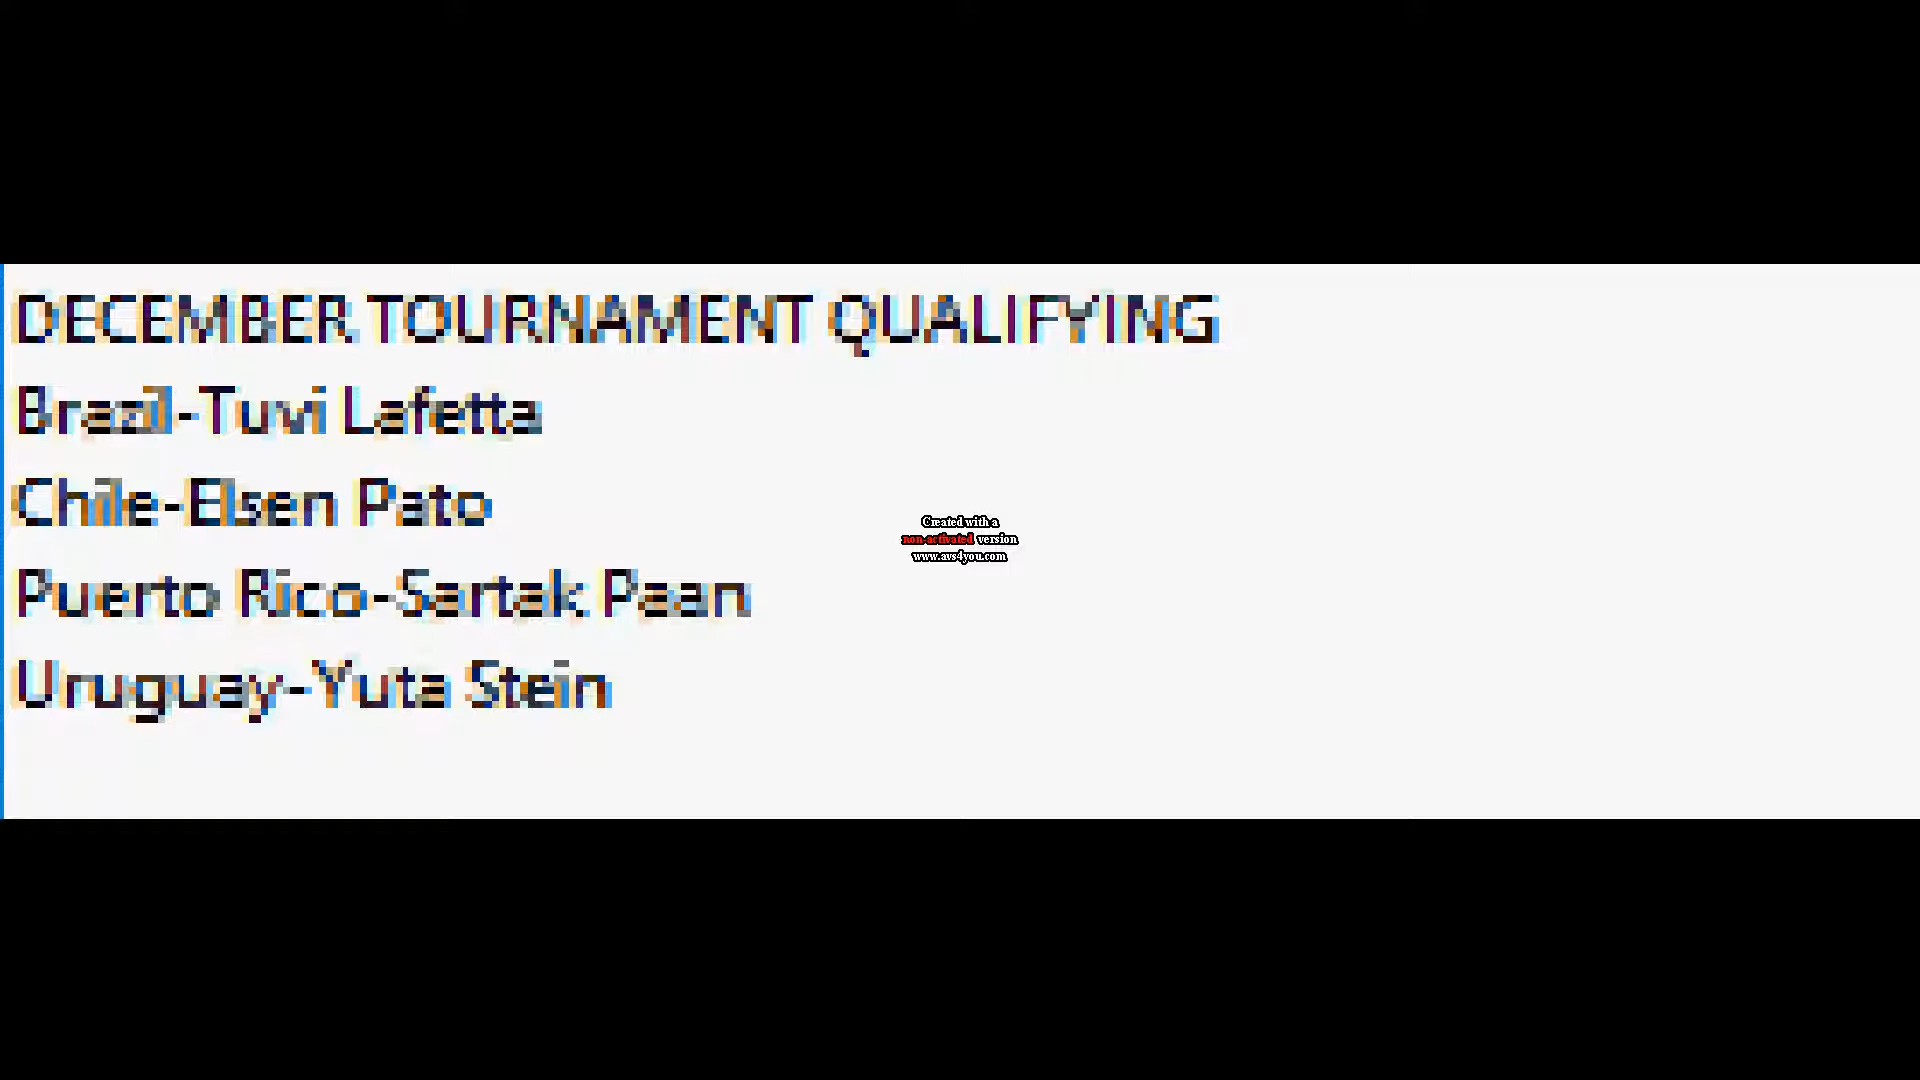 DECEMBER TOURNAMENT QUALIFYING
Brazil-Tuvi Lafetta
Chile-Elsen Pato
Created with a
non-activated version
www.avs4you.com
Puerto Rico-Sartak Paan
Uruguay-Yuta Stein